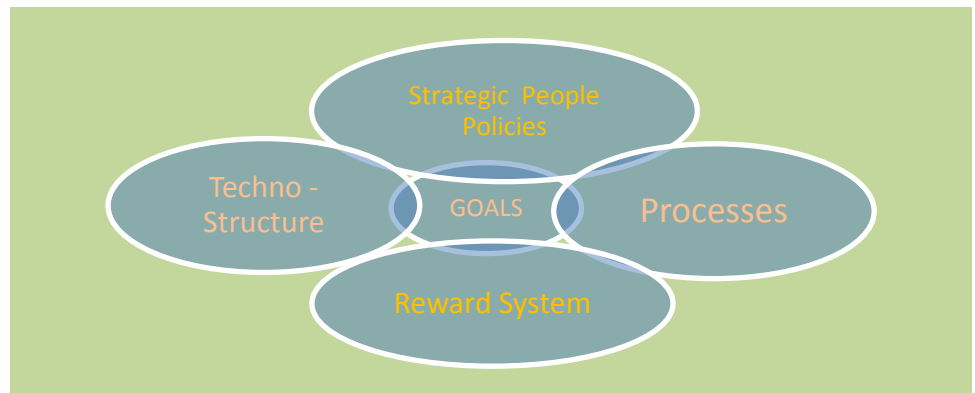 Strategic People
Policies
Techno -
Structure
GOALS
Processes
Reward System